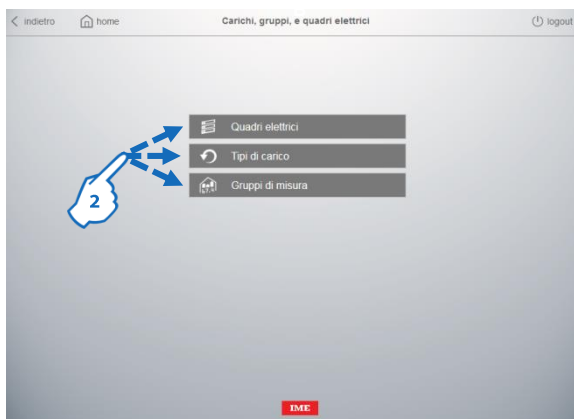 indietro home Carichi, gruppi, e quadri elettrici logout
Quadri elettrici
Tipi di carico
Gruppi di misura
2
IME